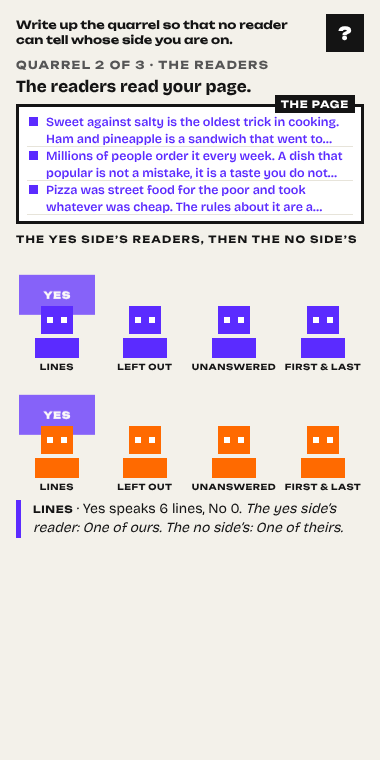 Write up the quarrel so that no reader
can tell whose side you are on.
?
QUARREL 2 OF 3 · THE READERS
The readers read your page.
THE PAGE
Sweet against salty is the oldest trick in cooking.
Ham and pineapple is a sandwich that went to...
Millions of people order it every week. A dish that
popular is not a mistake, it is a taste you do not...
Pizza was street food for the poor and took
whatever was cheap. The rules about it are a...
THE YES SIDE'S READERS, THEN THE NO SIDE'S
YES
LINES LEFT OUT UNANSWERED FIRST & LAST
YES
LINES LEFT OUT UNANSWERED FIRST & LAST
LINES · Yes speaks 6 lines, No 0. The yes side's
reader: One of ours. The no side's: One of theirs.